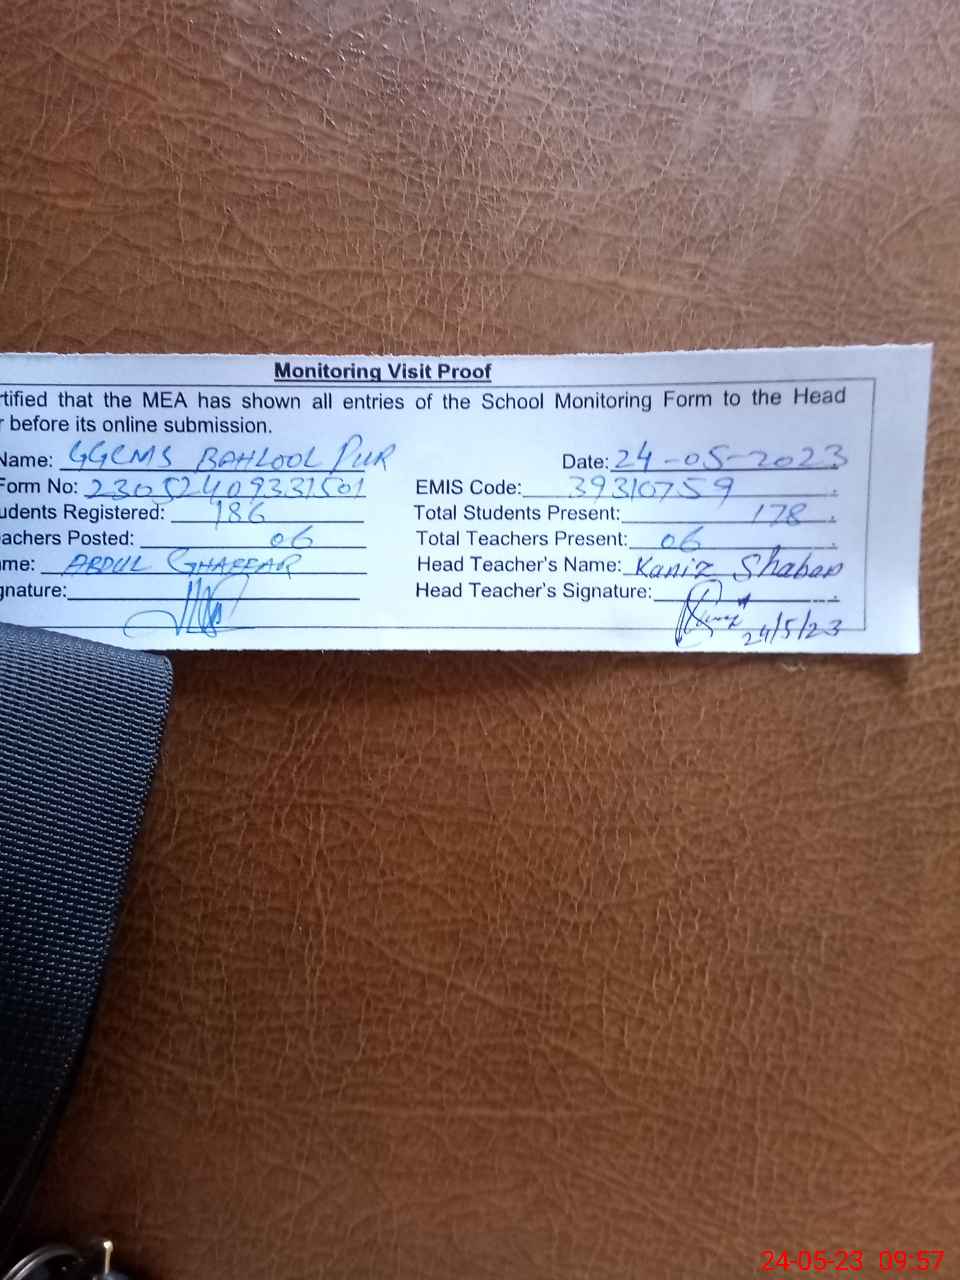 Monitoring Visit Proof
rtified that the MEA has shown all entries of the School Monitoring Form to the Head
r before its online submission.
Name: GGCMS BAHLOOL PUR Date: 24-05-2023
Form No: 23052409331501 EMIS Code: 39310759
udents Registered: 186 Total Students Present: 178
achers Posted: 06 Total Teachers Present: 06
me: ABDUL GHAFFAR Head Teacher's Name: Kaniz Shaban
gnature: Head Teacher's Signature:
24/5/23
24-05-23 09:57